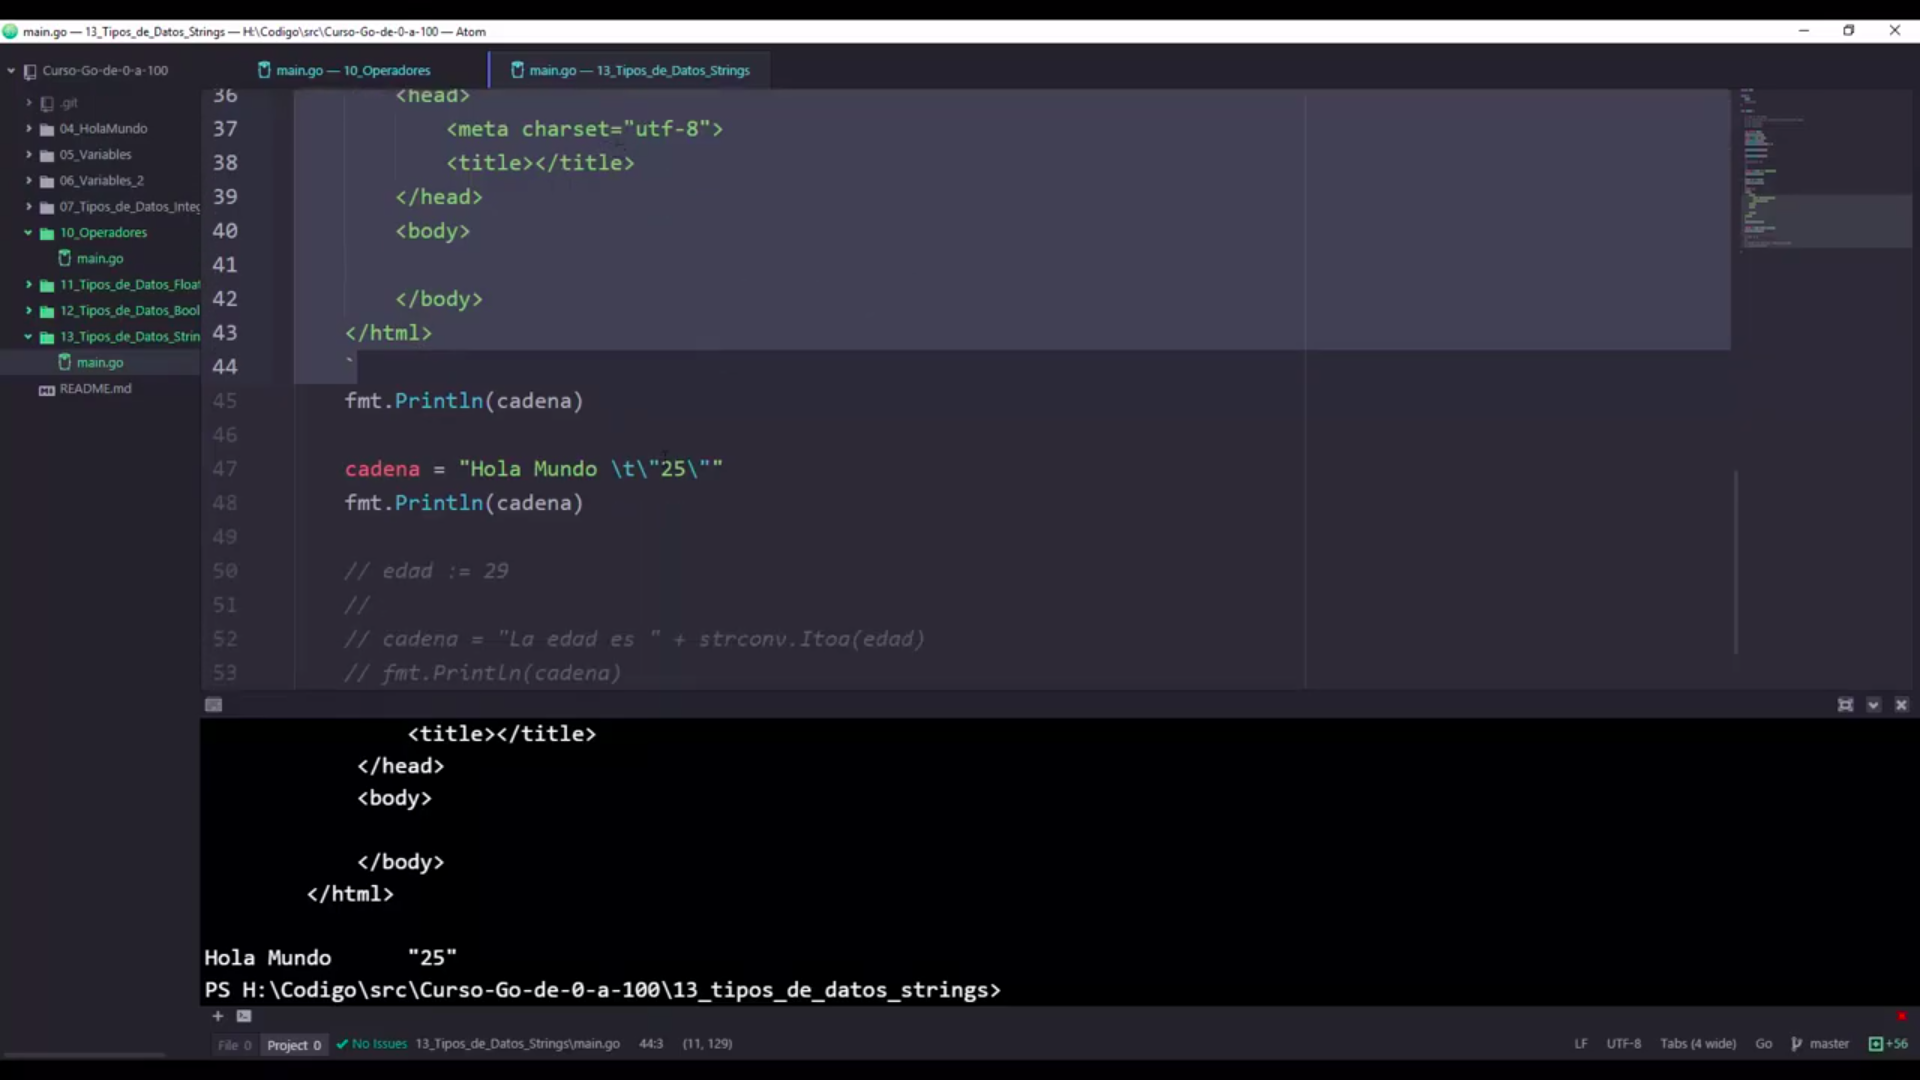 main.go — 13_Tipos_de_Datos_Strings — H:\Codigo\src\Curso-Go-de-0-a-100 — Atom
Curso-Go-de-0-a-100
.git
04_HolaMundo
05_Variables
06_Variables_2
07_Tipos_de_Datos_Integ
10_Operadores
main.go
11_Tipos_de_Datos_Float
12_Tipos_de_Datos_Bool
13_Tipos_de_Datos_Strin
main.go
README.md
main.go — 10_Operadores
main.go — 13_Tipos_de_Datos_Strings
36 <head>
37 <meta charset="utf-8">
38 <title></title>
39 </head>
40 <body>
41
42 </body>
43 </html>
44 `
45 fmt.Println(cadena)
46
47 cadena = "Hola Mundo \t\"25\""
48 fmt.Println(cadena)
49
50 // edad := 29
51 //
52 // cadena = "La edad es " + strconv.Itoa(edad)
53 // fmt.Println(cadena)
<title></title>
</head>
<body>
</body>
</html>
Hola Mundo "25"
PS H:\Codigo\src\Curso-Go-de-0-a-100\13_tipos_de_datos_strings>
File 0 Project 0 No Issues 13_Tipos_de_Datos_Strings\main.go 44:3 (11, 129) LF UTF-8 Tabs (4 wide) Go master +56